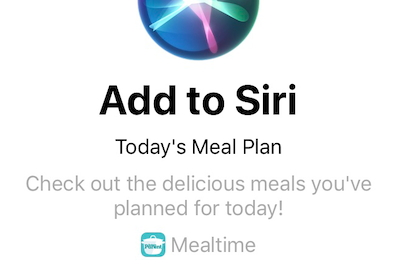 Add to Siri
Today's Meal Plan
Check out the delicious meals you've
planned for today!
Mealtime